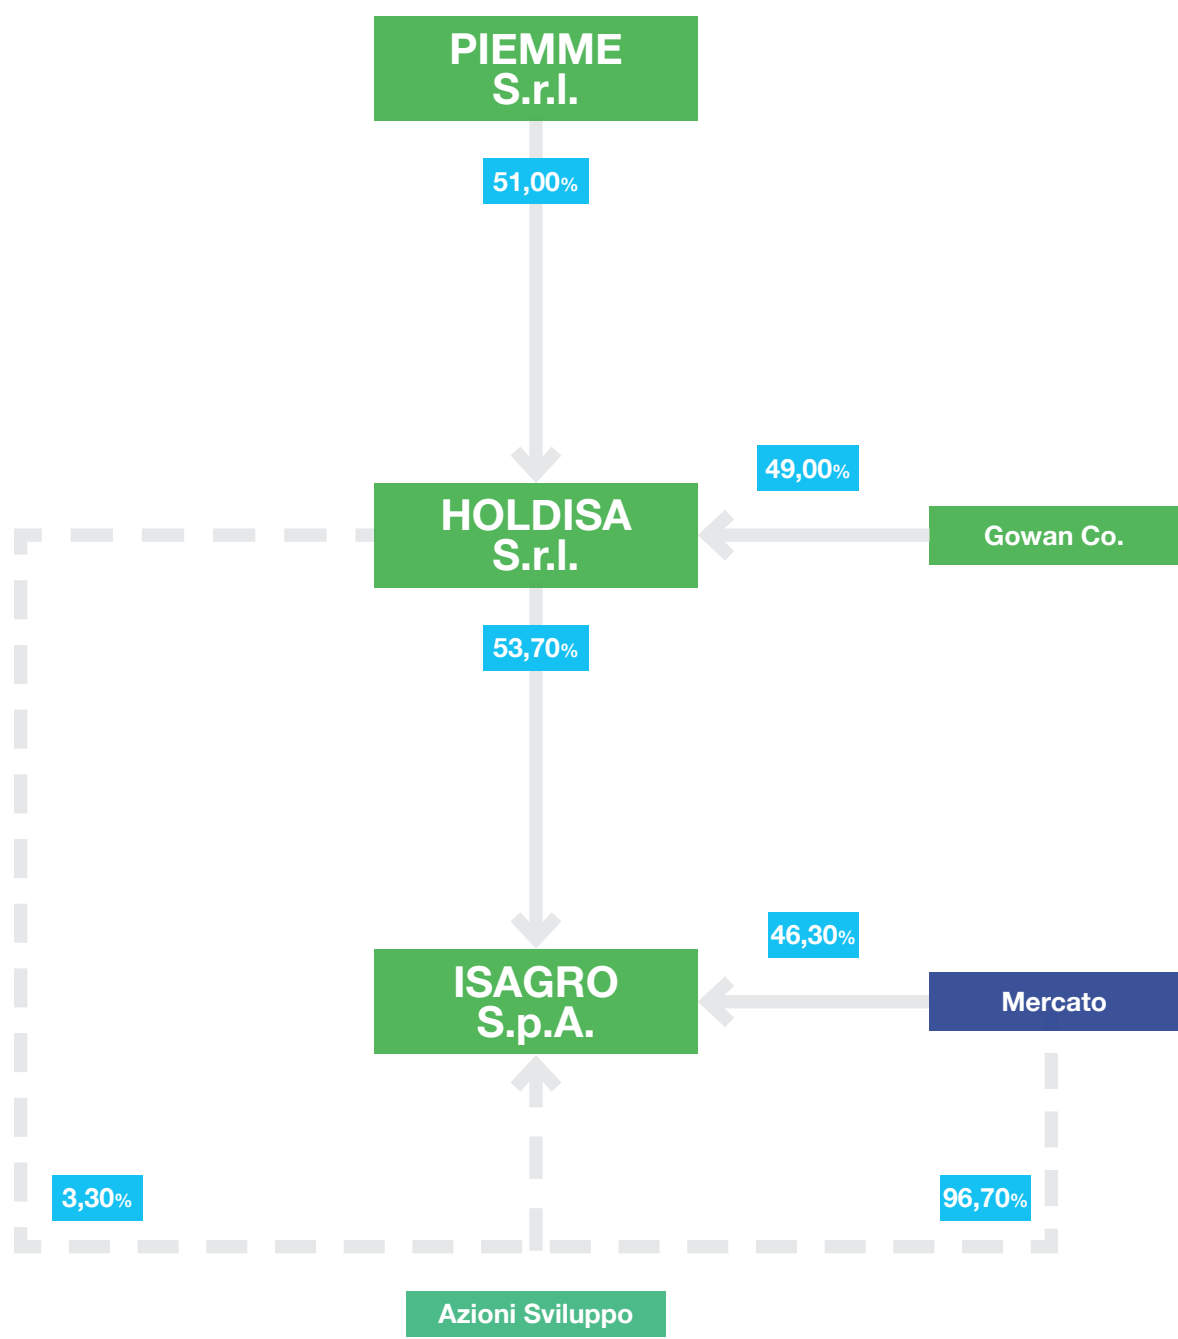 PIEMME
S.r.l.
51,00%
49,00%
HOLDISA
S.r.l.
Gowan Co.
53,70%
46,30%
ISAGRO
S.p.A.
Mercato
3,30%
96,70%
Azioni Sviluppo